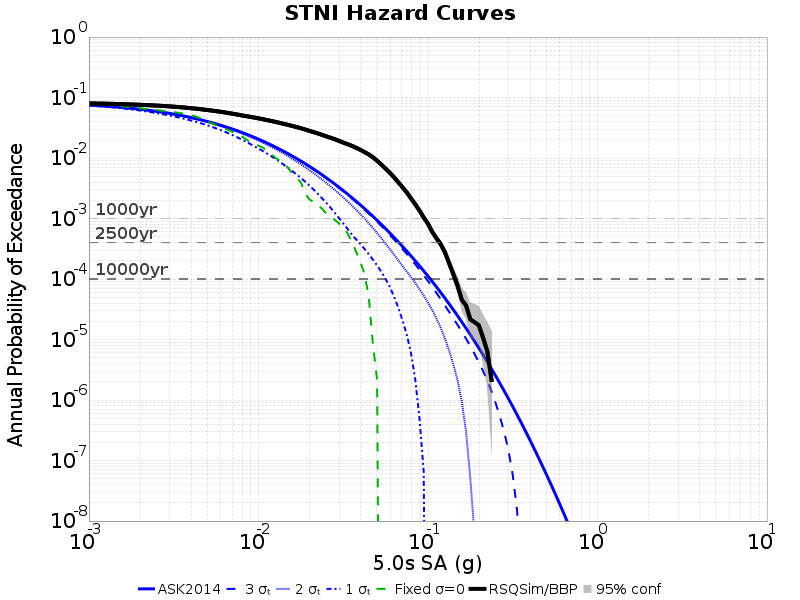 STNI Hazard Curves
Annual Probability of Exceedance
10^0
10^-1
10^-2
10^-3
10^-4
10^-5
10^-6
10^-7
10^-8
1000yr
2500yr
10000yr
10^-3 10^-2 10^-1 10^0 10^1
5.0s SA (g)
ASK2014 3 σₜ 2 σₜ 1 σₜ Fixed σ=0 RSQSim/BBP 95% conf